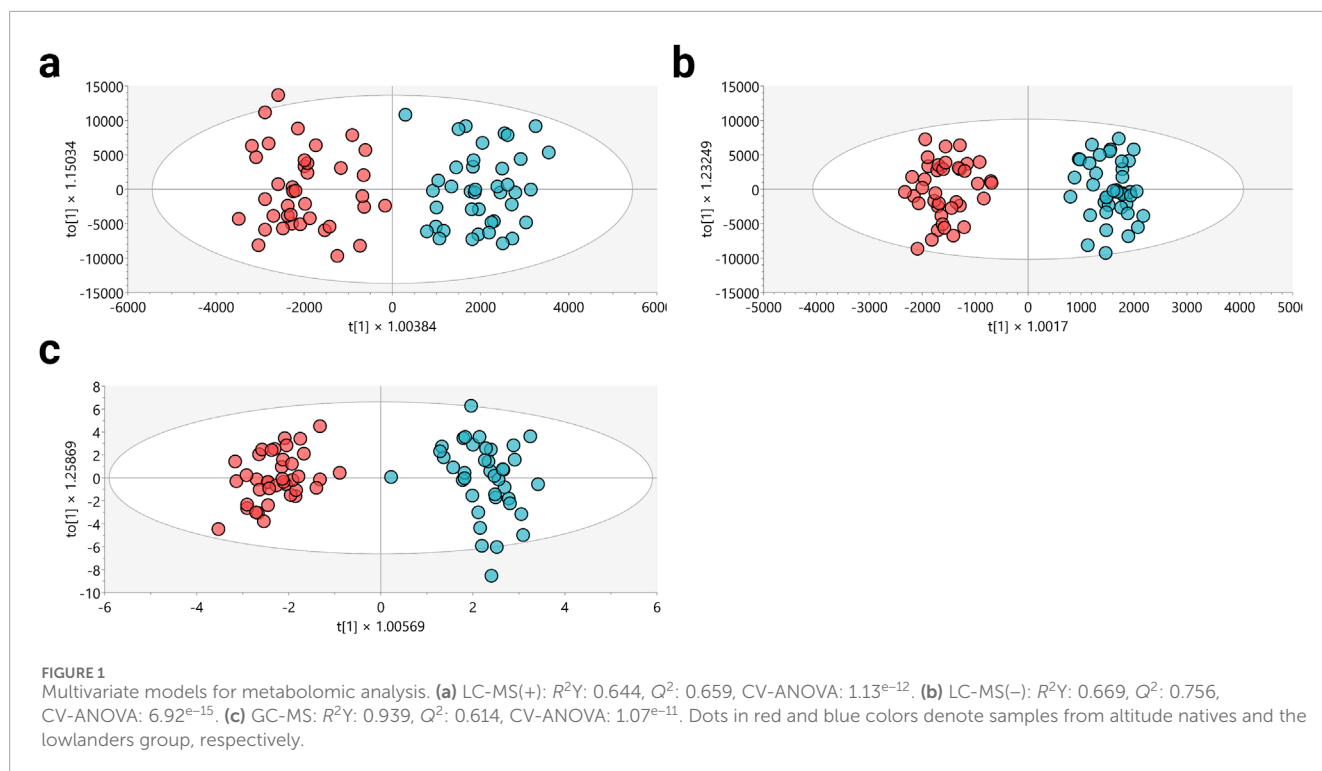 a
15000
10000
5000
0
-5000
-10000
-15000
to[1] × 1.15034
-6000 -4000 -2000 0 2000 4000 6000
t[1] × 1.00384
b
15000
10000
5000
0
-5000
-10000
-15000
to[1] × 1.23249
-5000 -4000 -3000 -2000 -1000 0 1000 2000 3000 4000 5000
t[1] × 1.0017
c
8
6
4
2
0
-2
-4
-6
-8
-10
to[1] × 1.25869
-6 -4 -2 0 2 4 6
t[1] × 1.00569
FIGURE 1
Multivariate models for metabolomic analysis. (a) LC-MS(+): R²Y: 0.644, Q²: 0.659, CV-ANOVA: 1.13ᵉ⁻¹². (b) LC-MS(−): R²Y: 0.669, Q²: 0.756,
CV-ANOVA: 6.92ᵉ⁻¹⁵. (c) GC-MS: R²Y: 0.939, Q²: 0.614, CV-ANOVA: 1.07ᵉ⁻¹¹. Dots in red and blue colors denote samples from altitude natives and the
lowlanders group, respectively.